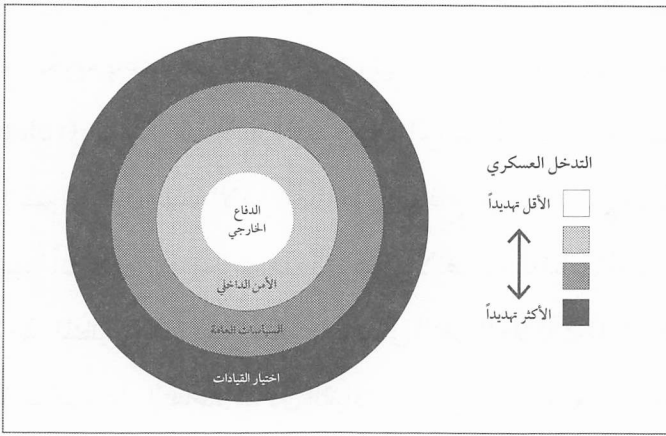 الدفاع
الخارجي
الأمن الداخلي
السياسات العامة
اختيار القيادات
التدخل العسكري
الأقل تهديداً
الأكثر تهديداً